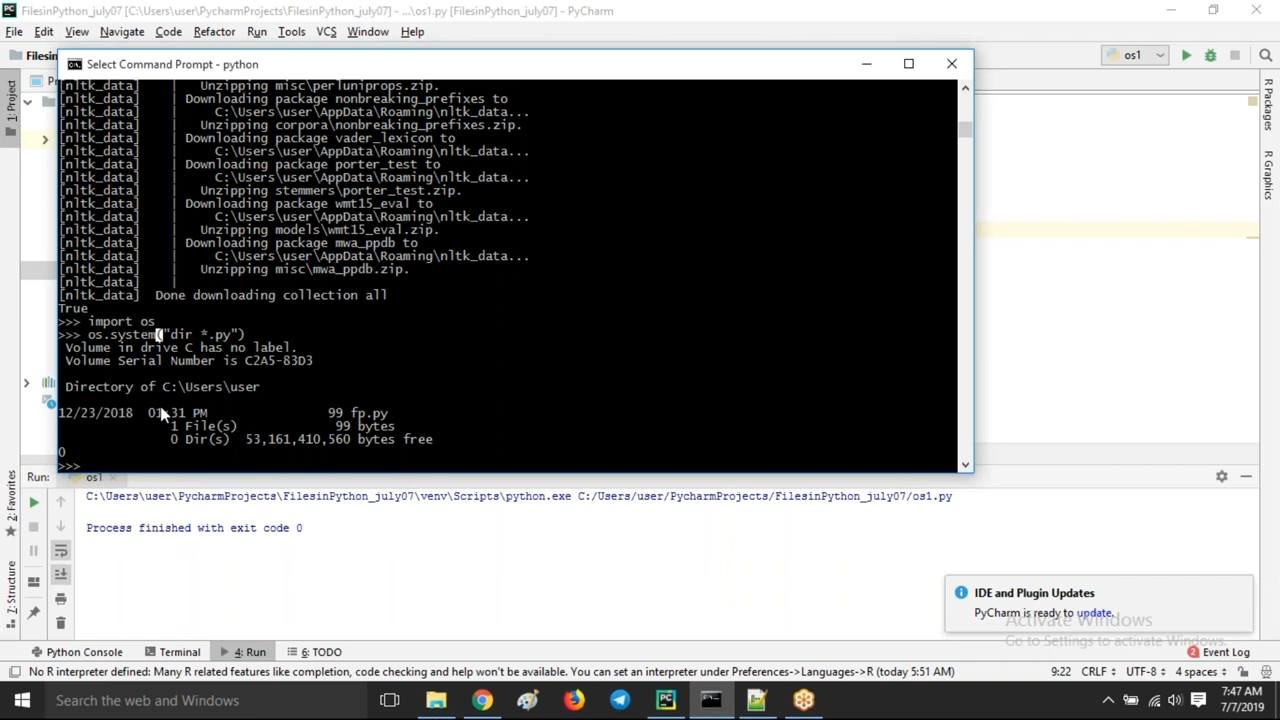 FilesinPython_july07 [C:\Users\user\PycharmProjects\FilesinPython_july07] - ...\os1.py [FilesinPython_july07] - PyCharm
File Edit View Navigate Code Refactor Run Tools VCS Window Help
Filesin
os1
Select Command Prompt - python
1: Project
R Packages
R Graphics
[nltk_data]    |   Unzipping misc\perluniprops.zip.
[nltk_data]    | Downloading package nonbreaking_prefixes to
[nltk_data]    |     C:\Users\user\AppData\Roaming\nltk_data...
[nltk_data]    |   Unzipping corpora\nonbreaking_prefixes.zip.
[nltk_data]    | Downloading package vader_lexicon to
[nltk_data]    |     C:\Users\user\AppData\Roaming\nltk_data...
[nltk_data]    | Downloading package porter_test to
[nltk_data]    |     C:\Users\user\AppData\Roaming\nltk_data...
[nltk_data]    |   Unzipping stemmers\porter_test.zip.
[nltk_data]    | Downloading package wmt15_eval to
[nltk_data]    |     C:\Users\user\AppData\Roaming\nltk_data...
[nltk_data]    |   Unzipping models\wmt15_eval.zip.
[nltk_data]    | Downloading package mwa_ppdb to
[nltk_data]    |     C:\Users\user\AppData\Roaming\nltk_data...
[nltk_data]    |   Unzipping misc\mwa_ppdb.zip.
[nltk_data]    |
[nltk_data]  Done downloading collection all
True
>>> import os
>>> os.system("dir *.py")
Volume in drive C has no label.
Volume Serial Number is C2A5-83D3
Directory of C:\Users\user
12/23/2018  01:31 PM                99 fp.py
1 File(s)             99 bytes
0 Dir(s)  53,161,410,560 bytes free
0
>>>
Run: os1
2: Favorites
Z: Structure
C:\Users\user\PycharmProjects\FilesinPython_july07\venv\Scripts\python.exe C:/Users/user/PycharmProjects/FilesinPython_july07/os1.py
Process finished with exit code 0
IDE and Plugin Updates
PyCharm is ready to update.
Activate Windows
Go to Settings to activate Windows.
Python Console Terminal 4: Run 6: TODO 2 Event Log
No R interpreter defined: Many R related features like completion, code checking and help won't be available. You can set an interpreter under Preferences->Languages->R (today 5:51 AM) 9:22 CRLF UTF-8 4 spaces
Search the web and Windows
7:47 AM
7/7/2019